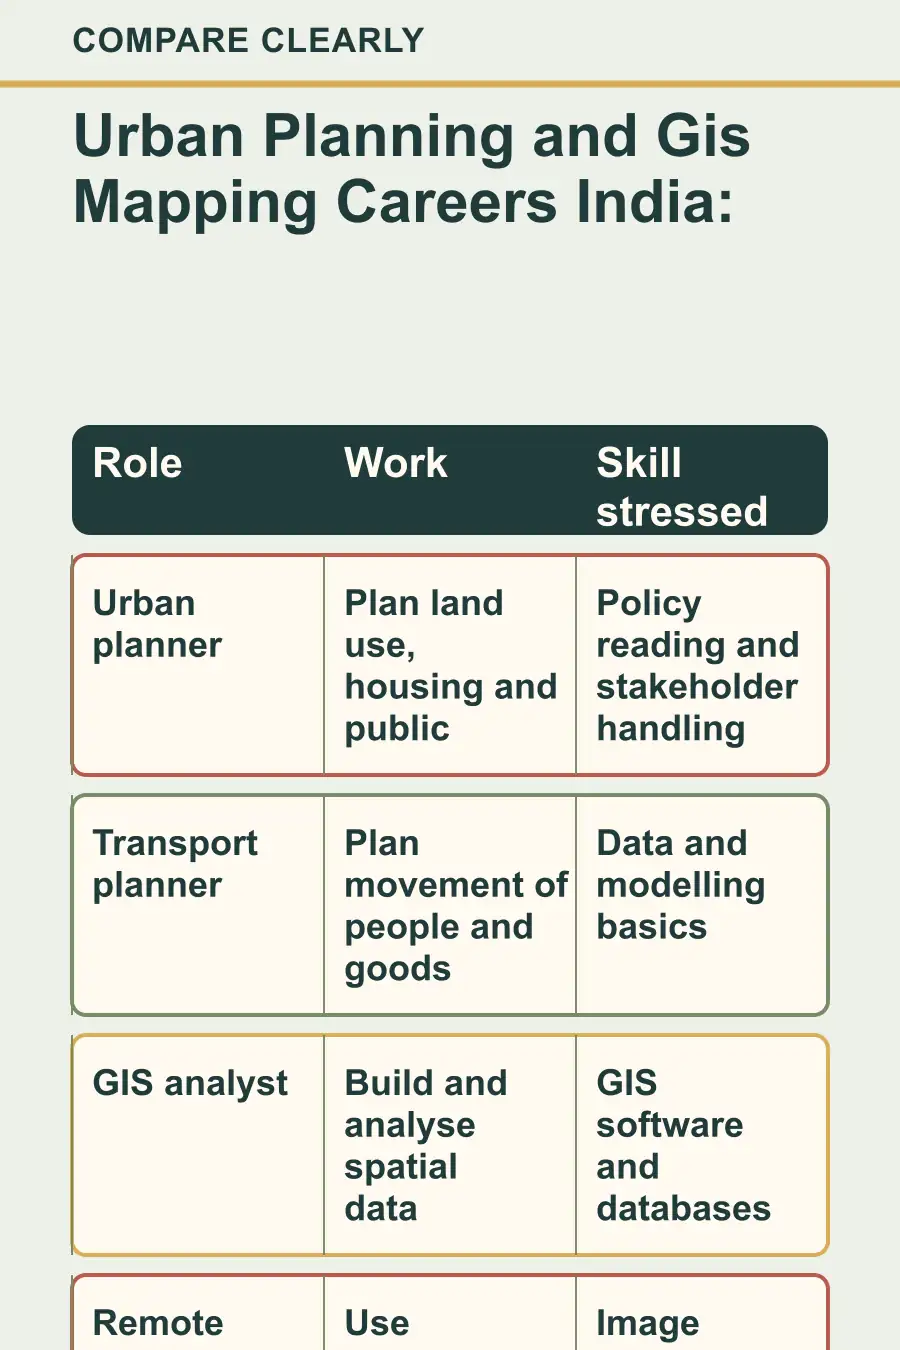 COMPARE CLEARLY
Urban Planning and Gis
Mapping Careers India:
Role
Work
Skill
stressed
Urban
planner
Plan land
use,
housing and
public
Policy
reading and
stakeholder
handling
Transport
planner
Plan
movement of
people and
goods
Data and
modelling
basics
GIS analyst
Build and
analyse
spatial
data
GIS
software
and
databases
Remote
Use
Image